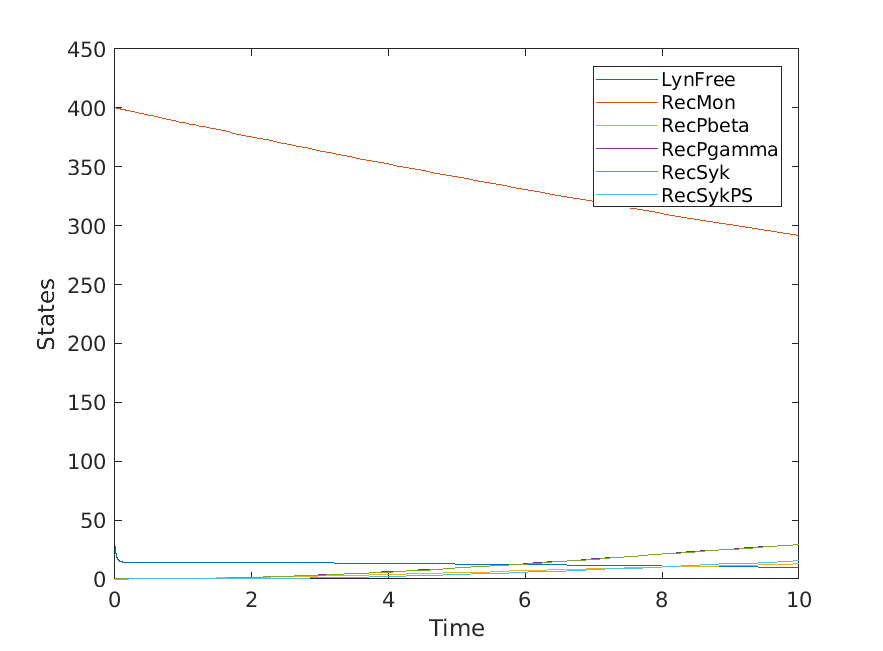 450
400
350
300
250
200
150
100
50
0
States
0 2 4 6 8 10
Time
LynFree
RecMon
RecPbeta
RecPgamma
RecSyk
RecSykPS